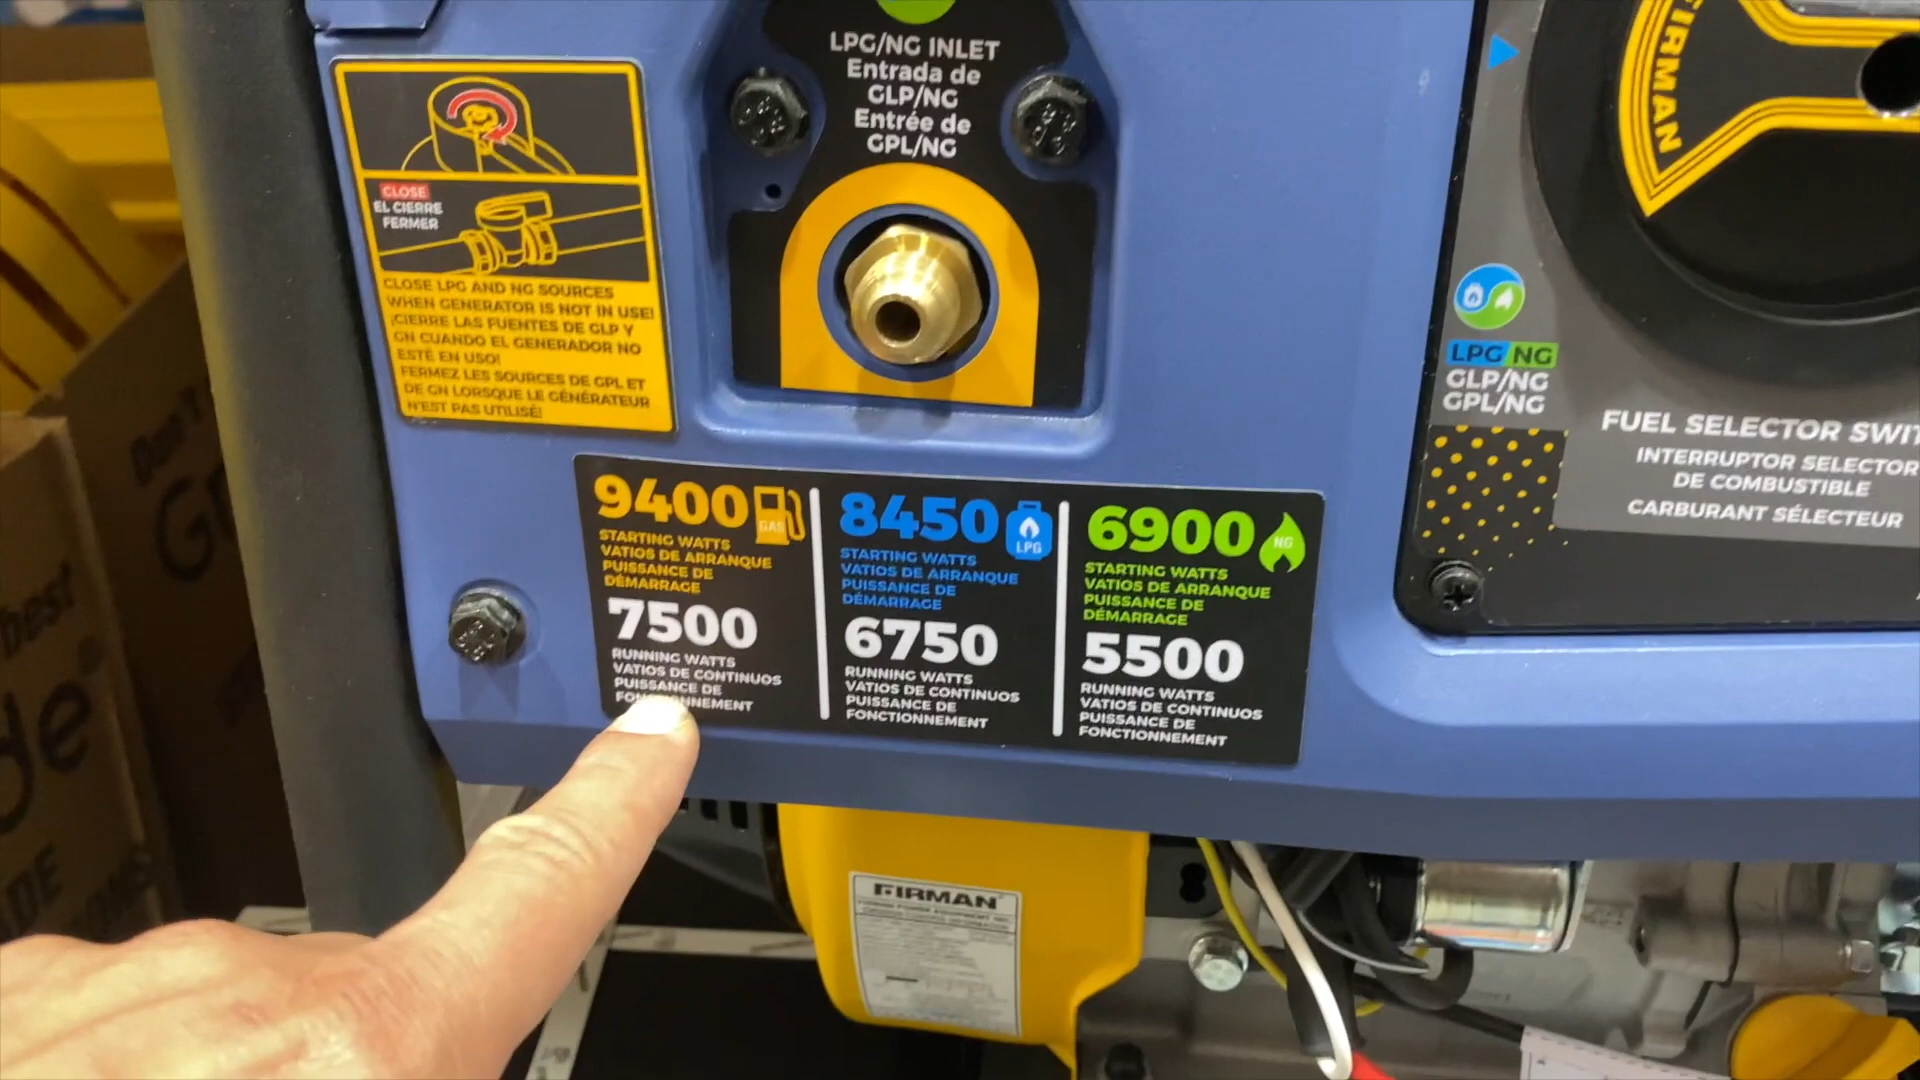 LPG/NG INLET
Entrada de
GLP/NG
Entrée de
GPL/NG
CLOSE
EL CIERRE
FERMER
CLOSE LPG AND NG SOURCES
WHEN GENERATOR IS NOT IN USE!
¡CIERRE LAS FUENTES DE GLP Y
GN CUANDO EL GENERADOR NO
ESTÉ EN USO!
FERMEZ LES SOURCES DE GPL ET
DE GN LORSQUE LE GÉNÉRATEUR
N'EST PAS UTILISÉ!
9400
GAS
STARTING WATTS
VATIOS DE ARRANQUE
PUISSANCE DE
DÉMARRAGE
7500
RUNNING WATTS
VATIOS DE CONTINUOS
PUISSANCE DE
8450
LPG
STARTING WATTS
VATIOS DE ARRANQUE
PUISSANCE DE
DÉMARRAGE
6750
RUNNING WATTS
VATIOS DE CONTINUOS
PUISSANCE DE
FONCTIONNEMENT
6900
NG
STARTING WATTS
VATIOS DE ARRANQUE
PUISSANCE DE
DÉMARRAGE
5500
RUNNING WATTS
VATIOS DE CONTINUOS
PUISSANCE DE
FONCTIONNEMENT
FIRMAN
LPG/NG
GLP/NG
GPL/NG
FUEL SELECTOR SWIT
INTERRUPTOR SELECTOR
DE COMBUSTIBLE
CARBURANT SÉLECTEUR
FIRMAN
best
de